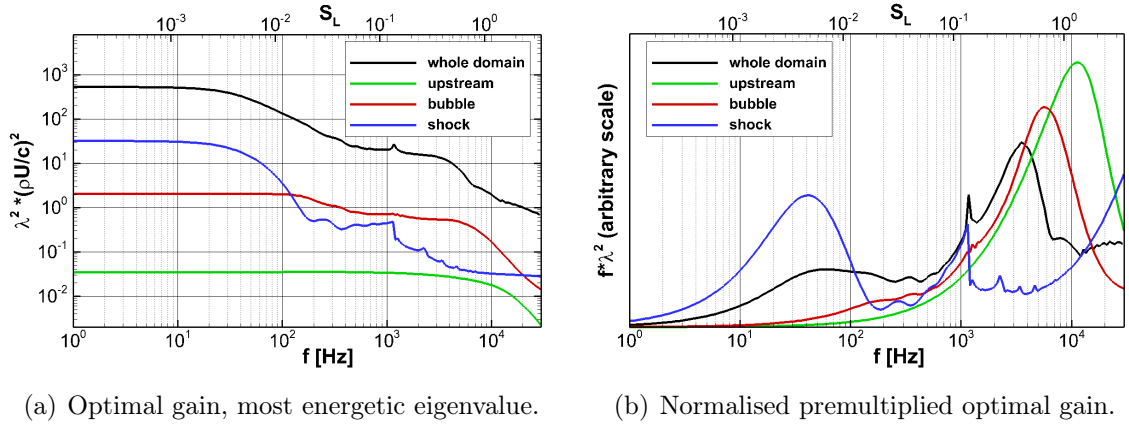 S_L
10^-3 10^-2 10^-1 10^0
λ^2 *(ρU/c)^2
10^3
10^2
10^1
10^0
10^-1
10^-2
whole domain
upstream
bubble
shock
10^0 10^1 10^2 10^3 10^4
f [Hz]
(a) Optimal gain, most energetic eigenvalue.
S_L
10^-3 10^-2 10^-1 10^0
f*λ^2 (arbitrary scale)
whole domain
upstream
bubble
shock
10^0 10^1 10^2 10^3 10^4
f [Hz]
(b) Normalised premultiplied optimal gain.